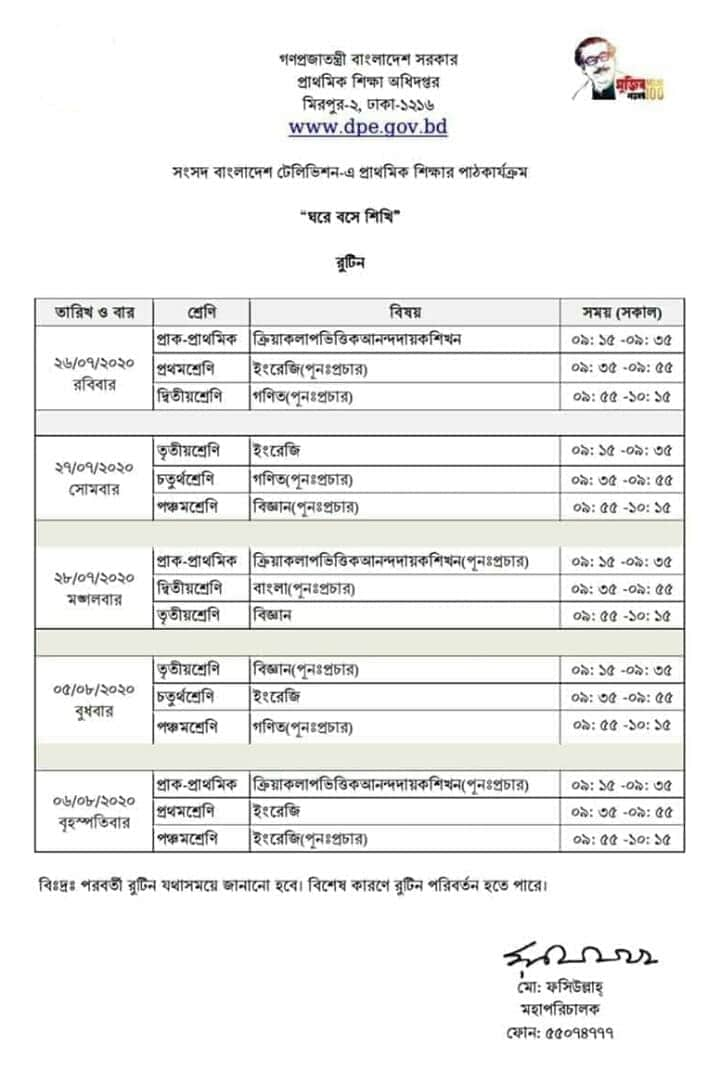 গণপ্রজাতন্ত্রী বাংলাদেশ সরকার
প্রাথমিক শিক্ষা অধিদপ্তর
মিরপুর-২, ঢাকা-১২১৬
www.dpe.gov.bd
মুজিব
100
সংসদ বাংলাদেশ টেলিভিশন-এ প্রাথমিক শিক্ষার পাঠকার্যক্রম
“ঘরে বসে শিখি”
রুটিন
তারিখ ও বার শ্রেণি বিষয় সময় (সকাল)
২৬/০৭/২০২০ রবিবার
প্রাক-প্রাথমিক ক্রিয়াকলাপভিত্তিকআনন্দদায়কশিখন ০৯: ১৫ -০৯: ৩৫
প্রথমশ্রেণি ইংরেজি(পুনঃপ্রচার) ০৯: ৩৫ -০৯: ৫৫
দ্বিতীয়শ্রেণি গণিত(পুনঃপ্রচার) ০৯: ৫৫ -১০: ১৫
২৭/০৭/২০২০ সোমবার
তৃতীয়শ্রেণি ইংরেজি ০৯: ১৫ -০৯: ৩৫
চতুর্থশ্রেণি গণিত(পুনঃপ্রচার) ০৯: ৩৫ -০৯: ৫৫
পঞ্চমশ্রেণি বিজ্ঞান(পুনঃপ্রচার) ০৯: ৫৫ -১০: ১৫
২৮/০৭/২০২০ মঙ্গলবার
প্রাক-প্রাথমিক ক্রিয়াকলাপভিত্তিকআনন্দদায়কশিখন(পুনঃপ্রচার) ০৯: ১৫ -০৯: ৩৫
দ্বিতীয়শ্রেণি বাংলা(পুনঃপ্রচার) ০৯: ৩৫ -০৯: ৫৫
তৃতীয়শ্রেণি বিজ্ঞান ০৯: ৫৫ -১০: ১৫
০৫/০৮/২০২০ বুধবার
তৃতীয়শ্রেণি বিজ্ঞান(পুনঃপ্রচার) ০৯: ১৫ -০৯: ৩৫
চতুর্থশ্রেণি ইংরেজি ০৯: ৩৫ -০৯: ৫৫
পঞ্চমশ্রেণি গণিত(পুনঃপ্রচার) ০৯: ৫৫ -১০: ১৫
০৬/০৮/২০২০ বৃহস্পতিবার
প্রাক-প্রাথমিক ক্রিয়াকলাপভিত্তিকআনন্দদায়কশিখন(পুনঃপ্রচার) ০৯: ১৫ -০৯: ৩৫
প্রথমশ্রেণি ইংরেজি ০৯: ৩৫ -০৯: ৫৫
পঞ্চমশ্রেণি ইংরেজি(পুনঃপ্রচার) ০৯: ৫৫ -১০: ১৫
বিঃদ্রঃ পরবর্তী রুটিন যথাসময়ে জানানো হবে। বিশেষ কারণে রুটিন পরিবর্তন হতে পারে।
মো: ফসিউল্লাহ্
মহাপরিচালক
ফোন: ৫৫০৭৪৭৭৭